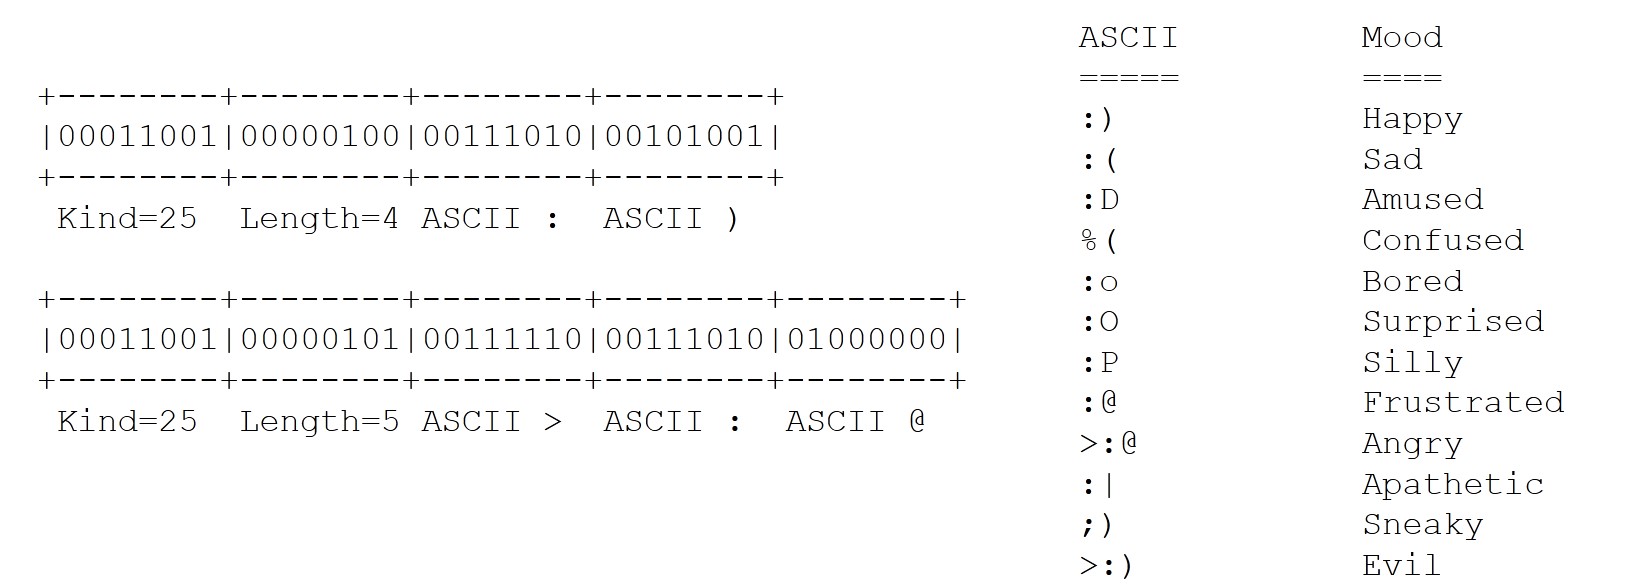 +--------+--------+--------+--------+
|00011001|00000100|00111010|00101001|
+--------+--------+--------+--------+
Kind=25 Length=4 ASCII : ASCII )
+--------+--------+--------+--------+--------+
|00011001|00000101|00111110|00111010|01000000|
+--------+--------+--------+--------+--------+
Kind=25 Length=5 ASCII > ASCII : ASCII @
ASCII Mood
===== ====
:) Happy
:( Sad
:D Amused
%( Confused
:o Bored
:O Surprised
:P Silly
:@ Frustrated
>:@ Angry
:| Apathetic
;) Sneaky
>:) Evil